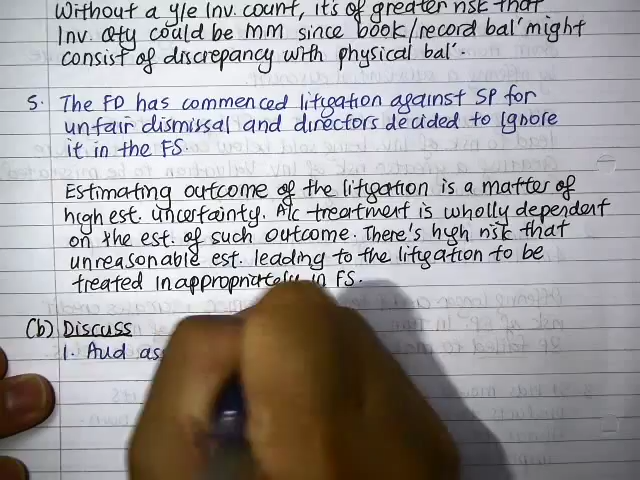 Without a y/e Inv. count, it's of greater risk that
Inv. Qty could be MM since book/record bal' might
consist of discrepancy with physical bal'.
5. The FD has commenced litigation against SP for
unfair dismissal and directors decided to Ignore
it in the FS.
Estimating outcome of the litigation is a matter of
high est. uncertainty. A/c treatment is wholly dependent
on the est. of such outcome. There's high risk that
unreasonable est. leading to the litigation to be
treated Inappropriately in FS.
(b) Discuss
1. Aud ass